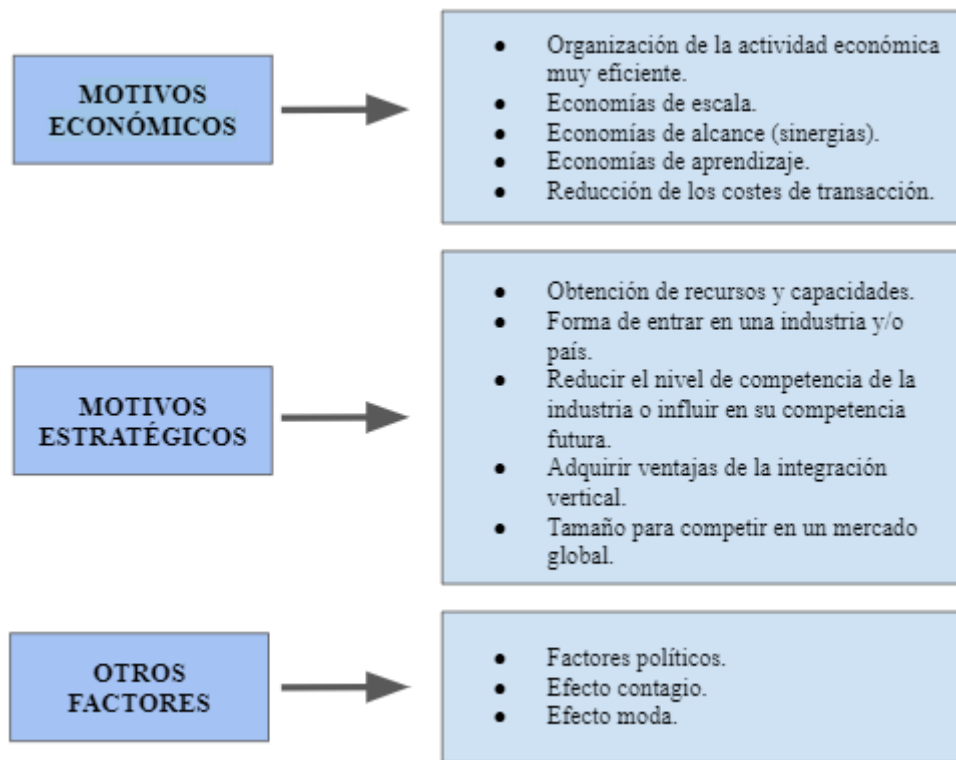 MOTIVOS
ECONÓMICOS
● Organización de la actividad económica
muy eficiente.
● Economías de escala.
● Economías de alcance (sinergias).
● Economías de aprendizaje.
● Reducción de los costes de transacción.
MOTIVOS
ESTRATÉGICOS
● Obtención de recursos y capacidades.
● Forma de entrar en una industria y/o
país.
● Reducir el nivel de competencia de la
industria o influir en su competencia
futura.
● Adquirir ventajas de la integración
vertical.
● Tamaño para competir en un mercado
global.
OTROS
FACTORES
● Factores políticos.
● Efecto contagio.
● Efecto moda.